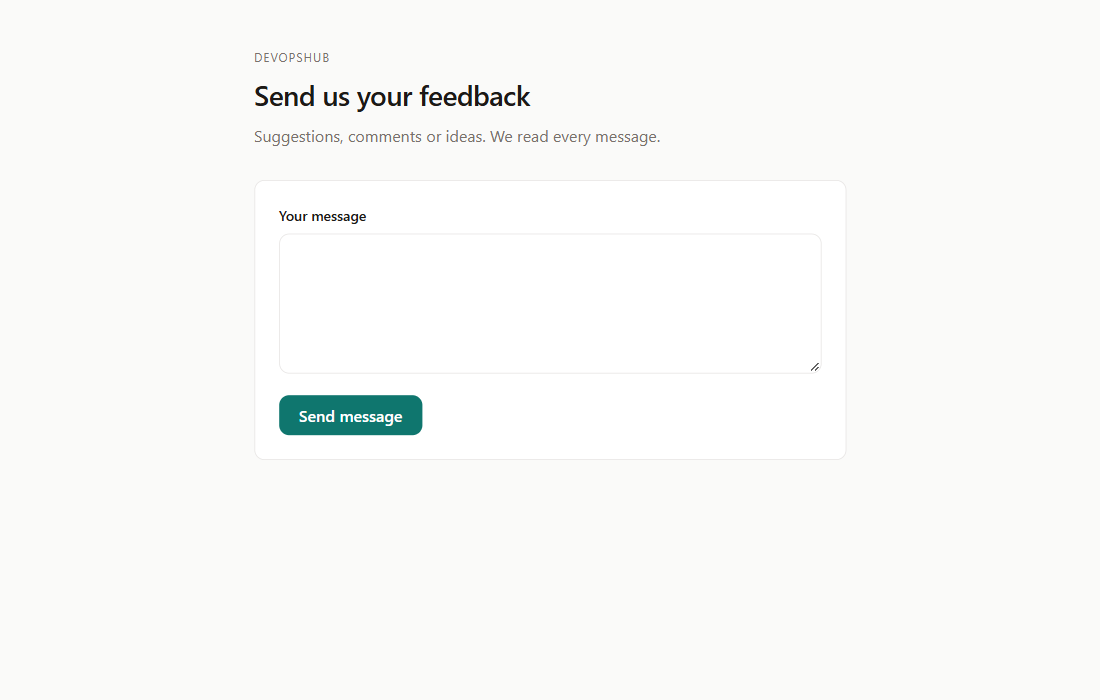 DEVOPSHUB
Send us your feedback
Suggestions, comments or ideas. We read every message.
Your message
Send message